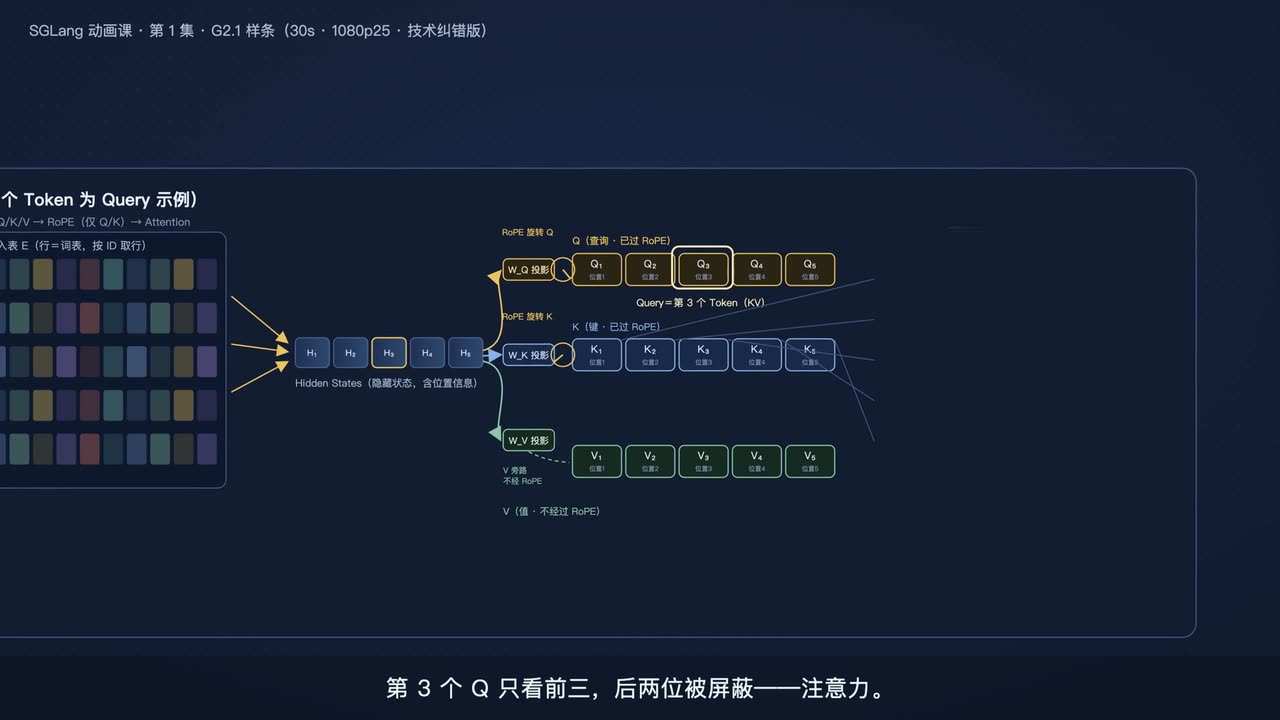 SGLang 动画课 · 第 1 集 · G2.1 样条（30s · 1080p25 · 技术纠错版）
个 Token 为 Query 示例）
Q/K/V → RoPE（仅 Q/K）→ Attention
入表 E（行＝词表，按 ID 取行）
RoPE 旋转 Q
Q（查询 · 已过 RoPE）
W_Q 投影
Q₁ Q₂ Q₃ Q₄ Q₅
位置1 位置2 位置3 位置4 位置5
Query＝第 3 个 Token（KV）
RoPE 旋转 K
K（键 · 已过 RoPE）
H₁ H₂ H₃ H₄ H₅
W_K 投影
K₁ K₂ K₃ K₄ K₅
位置1 位置2 位置3 位置4 位置5
Hidden States（隐藏状态，含位置信息）
W_V 投影
V₁ V₂ V₃ V₄ V₅
位置1 位置2 位置3 位置4 位置5
V 旁路
不经 RoPE
V（值 · 不经过 RoPE）
第 3 个 Q 只看前三，后两位被屏蔽——注意力。